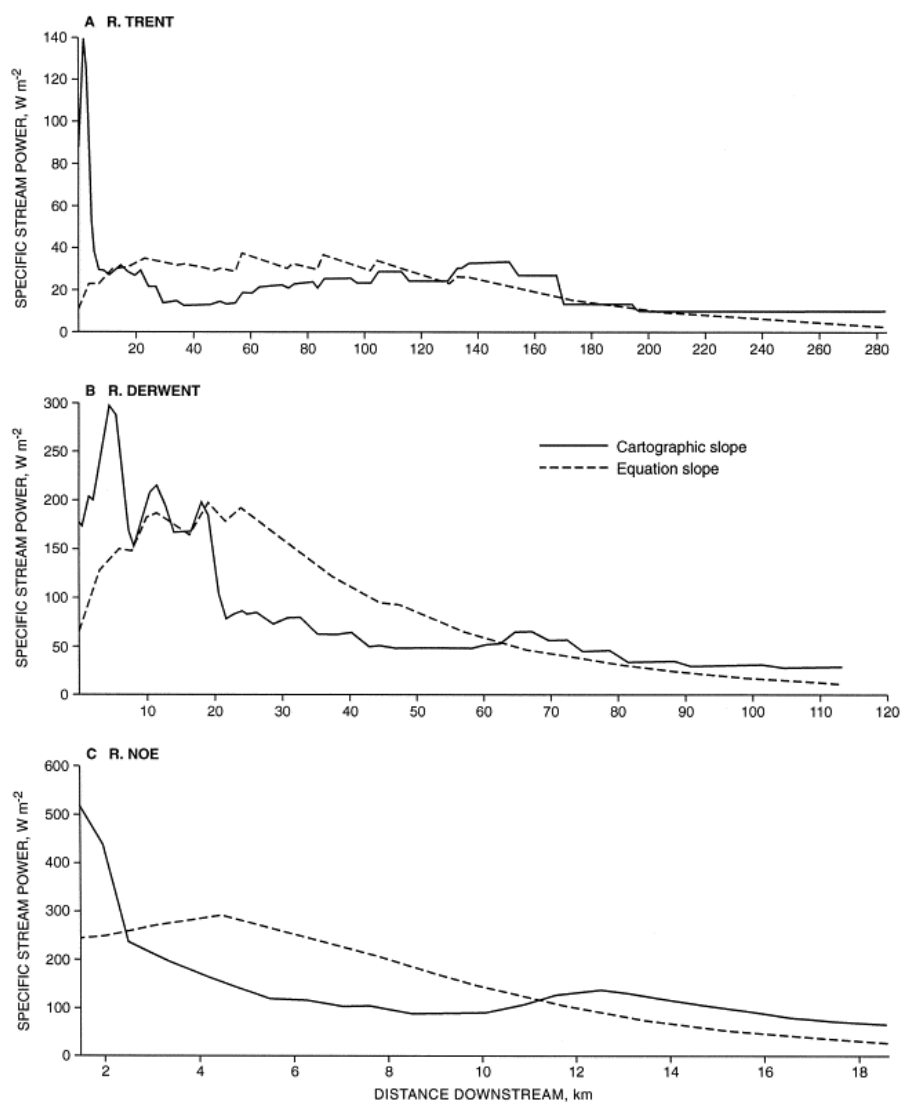 A R. TRENT
SPECIFIC STREAM POWER, W m-2
140
120
100
80
60
40
20
0
20 40 60 80 100 120 140 160 180 200 220 240 260 280
B R. DERWENT
SPECIFIC STREAM POWER, W m-2
300
250
200
150
100
50
0
Cartographic slope
Equation slope
10 20 30 40 50 60 70 80 90 100 110 120
C R. NOE
SPECIFIC STREAM POWER, W m-2
600
500
400
300
200
100
0
2 4 6 8 10 12 14 16 18
DISTANCE DOWNSTREAM, km